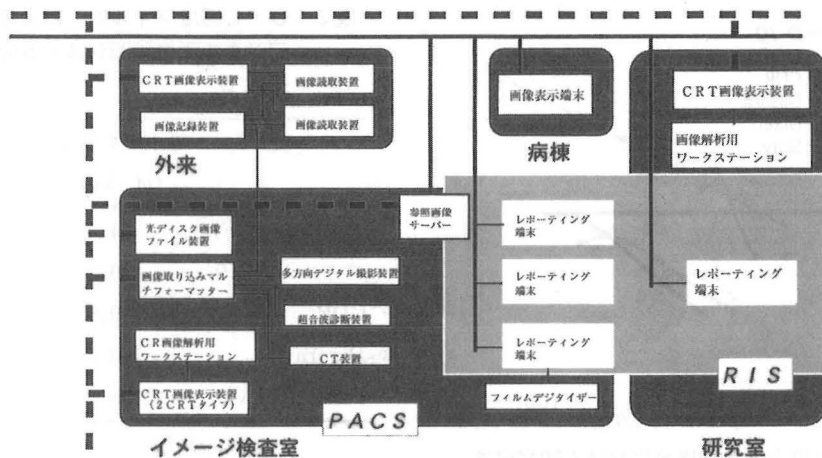 CRT画像表示装置
画像読取装置
画像記録装置
画像読取装置
外来
画像表示端末
病棟
CRT画像表示装置
画像解析用
ワークステーション
参照画像
サーバー
光ディスク画像
ファイル装置
画像取り込みマル
チフォーマッター
多方向デジタル撮影装置
超音波診断装置
CT装置
CR画像解析用
ワークステーション
CRT画像表示装置
(2CRTタイプ)
レポーティング
端末
レポーティング
端末
レポーティング
端末
フィルムデジタイザー
レポーティング
端末
PACS
RIS
イメージ検査室
研究室